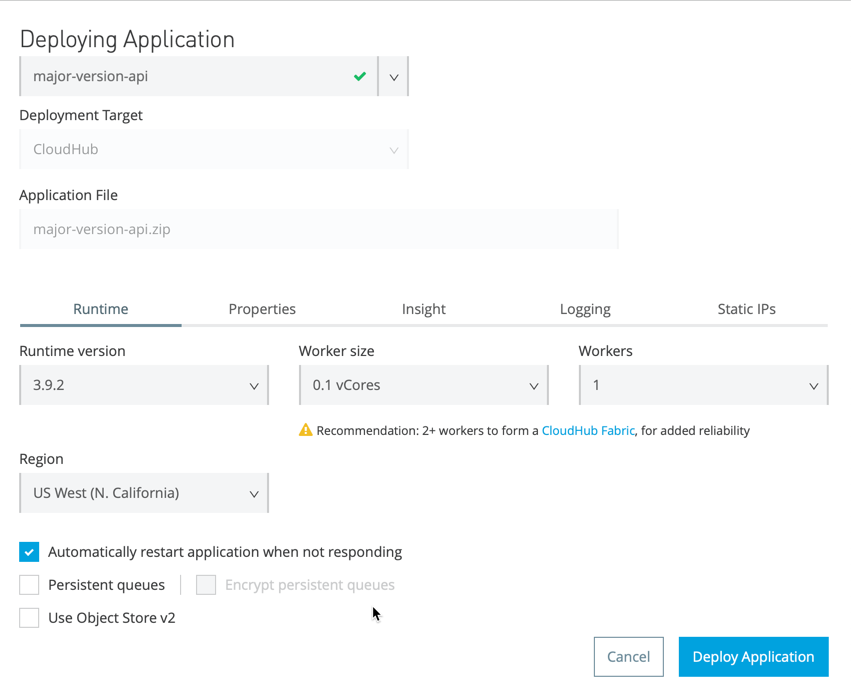 Deploying Application
major-version-api
Deployment Target
CloudHub
Application File
major-version-api.zip
Runtime Properties Insight Logging Static IPs
Runtime version Worker size Workers
3.9.2 0.1 vCores 1
Recommendation: 2+ workers to form a CloudHub Fabric, for added reliability
Region
US West (N. California)
Automatically restart application when not responding
Persistent queues Encrypt persistent queues
Use Object Store v2
Cancel Deploy Application